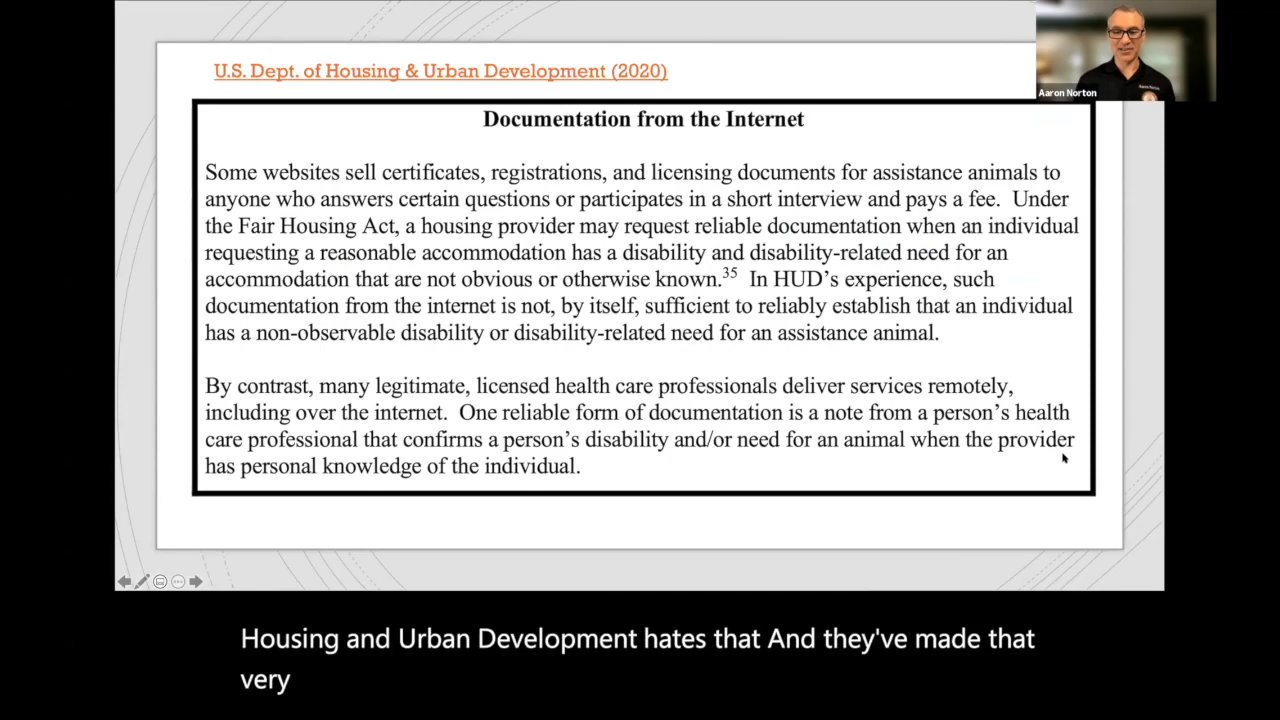 U.S. Dept. of Housing & Urban Development (2020)
Aaron Norton
Documentation from the Internet
Some websites sell certificates, registrations, and licensing documents for assistance animals to
anyone who answers certain questions or participates in a short interview and pays a fee. Under
the Fair Housing Act, a housing provider may request reliable documentation when an individual
requesting a reasonable accommodation has a disability and disability-related need for an
accommodation that are not obvious or otherwise known.35 In HUD’s experience, such
documentation from the internet is not, by itself, sufficient to reliably establish that an individual
has a non-observable disability or disability-related need for an assistance animal.
By contrast, many legitimate, licensed health care professionals deliver services remotely,
including over the internet. One reliable form of documentation is a note from a person’s health
care professional that confirms a person’s disability and/or need for an animal when the provider
has personal knowledge of the individual.
Housing and Urban Development hates that And they've made that
very